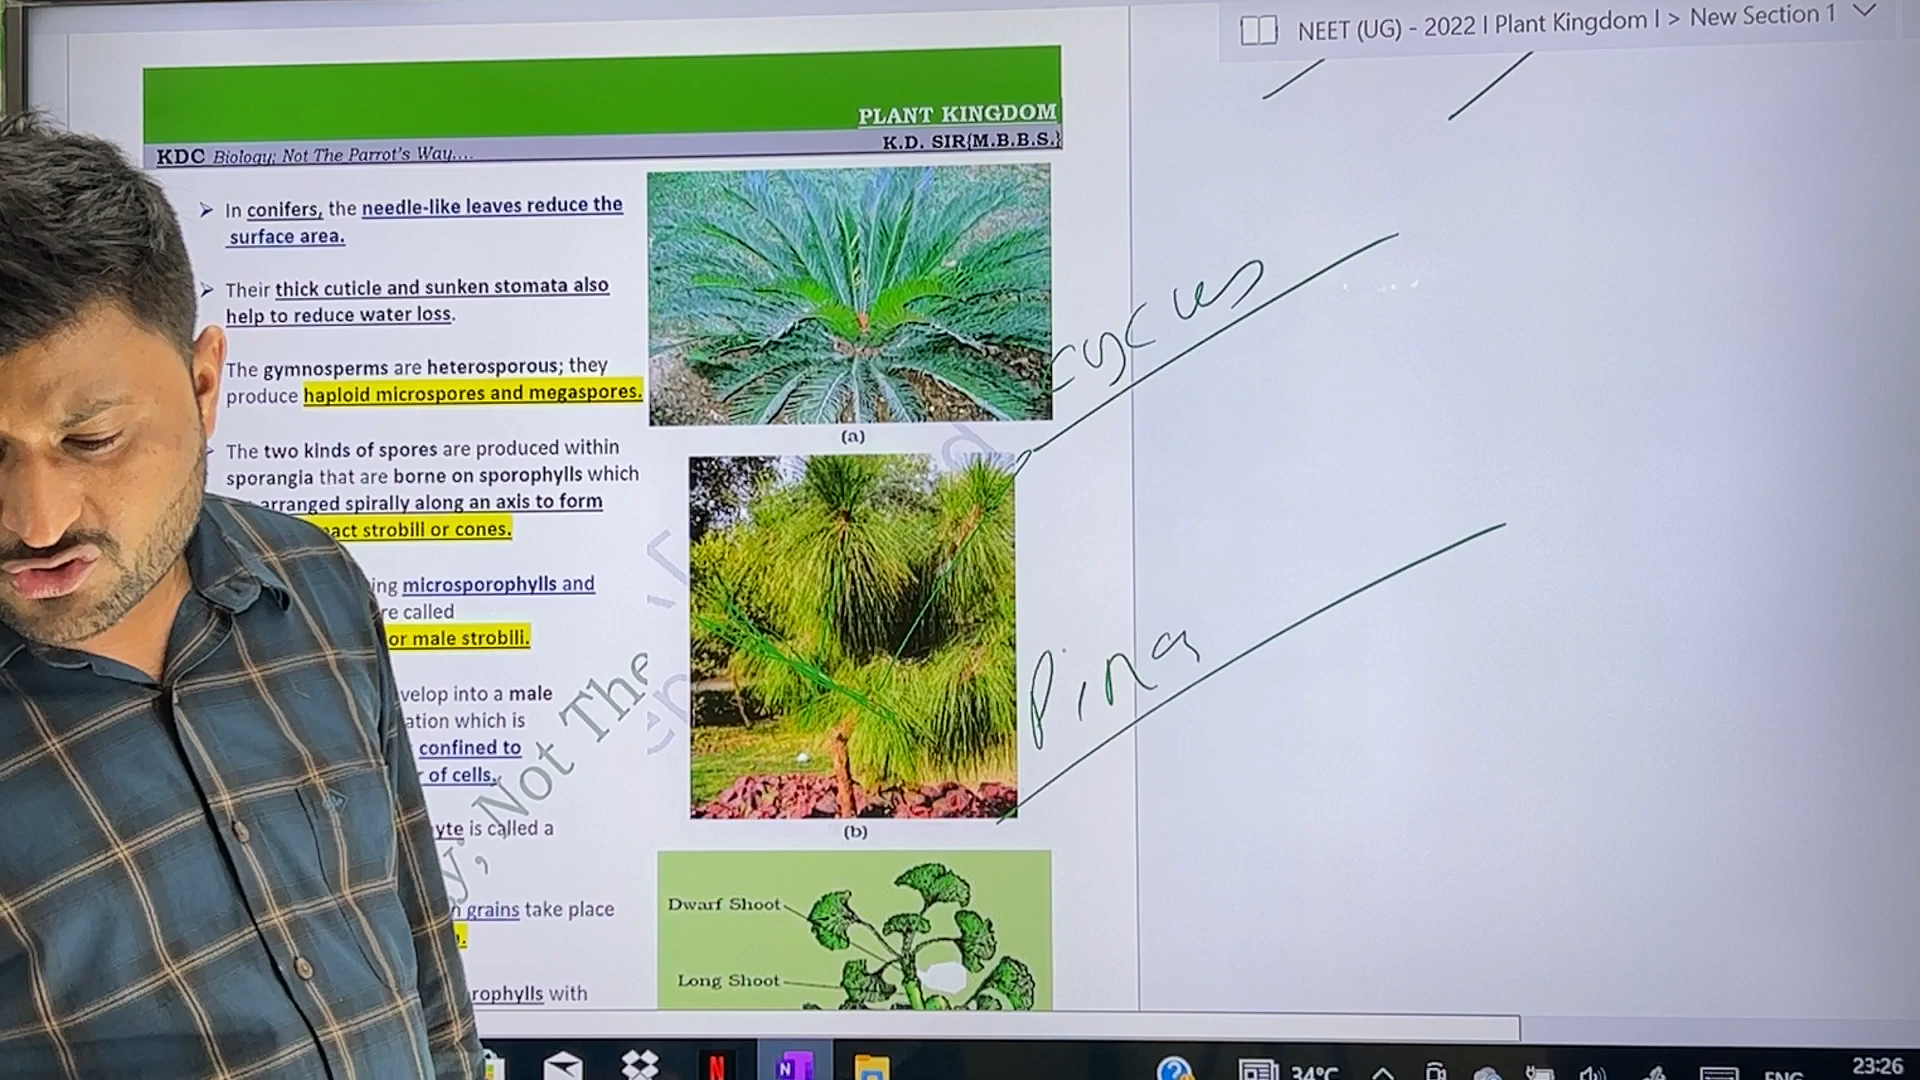 NEET (UG) - 2022 I Plant Kingdom I > New Section 1
PLANT KINGDOM
KDC Biology; Not The Parrot's Way....
K.D. SIR{M.B.B.S.}
➢ In conifers, the needle-like leaves reduce the
surface area.
➢ Their thick cuticle and sunken stomata also
help to reduce water loss.
The gymnosperms are heterosporous; they
produce haploid microspores and megaspores.
The two kinds of spores are produced within
sporangia that are borne on sporophylls which
arranged spirally along an axis to form
act strobili or cones.
ing microsporophylls and
re called
or male strobili.
velop into a male
ation which is
confined to
of cells.
yte is called a
n grains take place
rophylls with
(a)
Cycus
(b)
Pina
Not The
Dwarf Shoot
Long Shoot
34°C
ENG
23:26